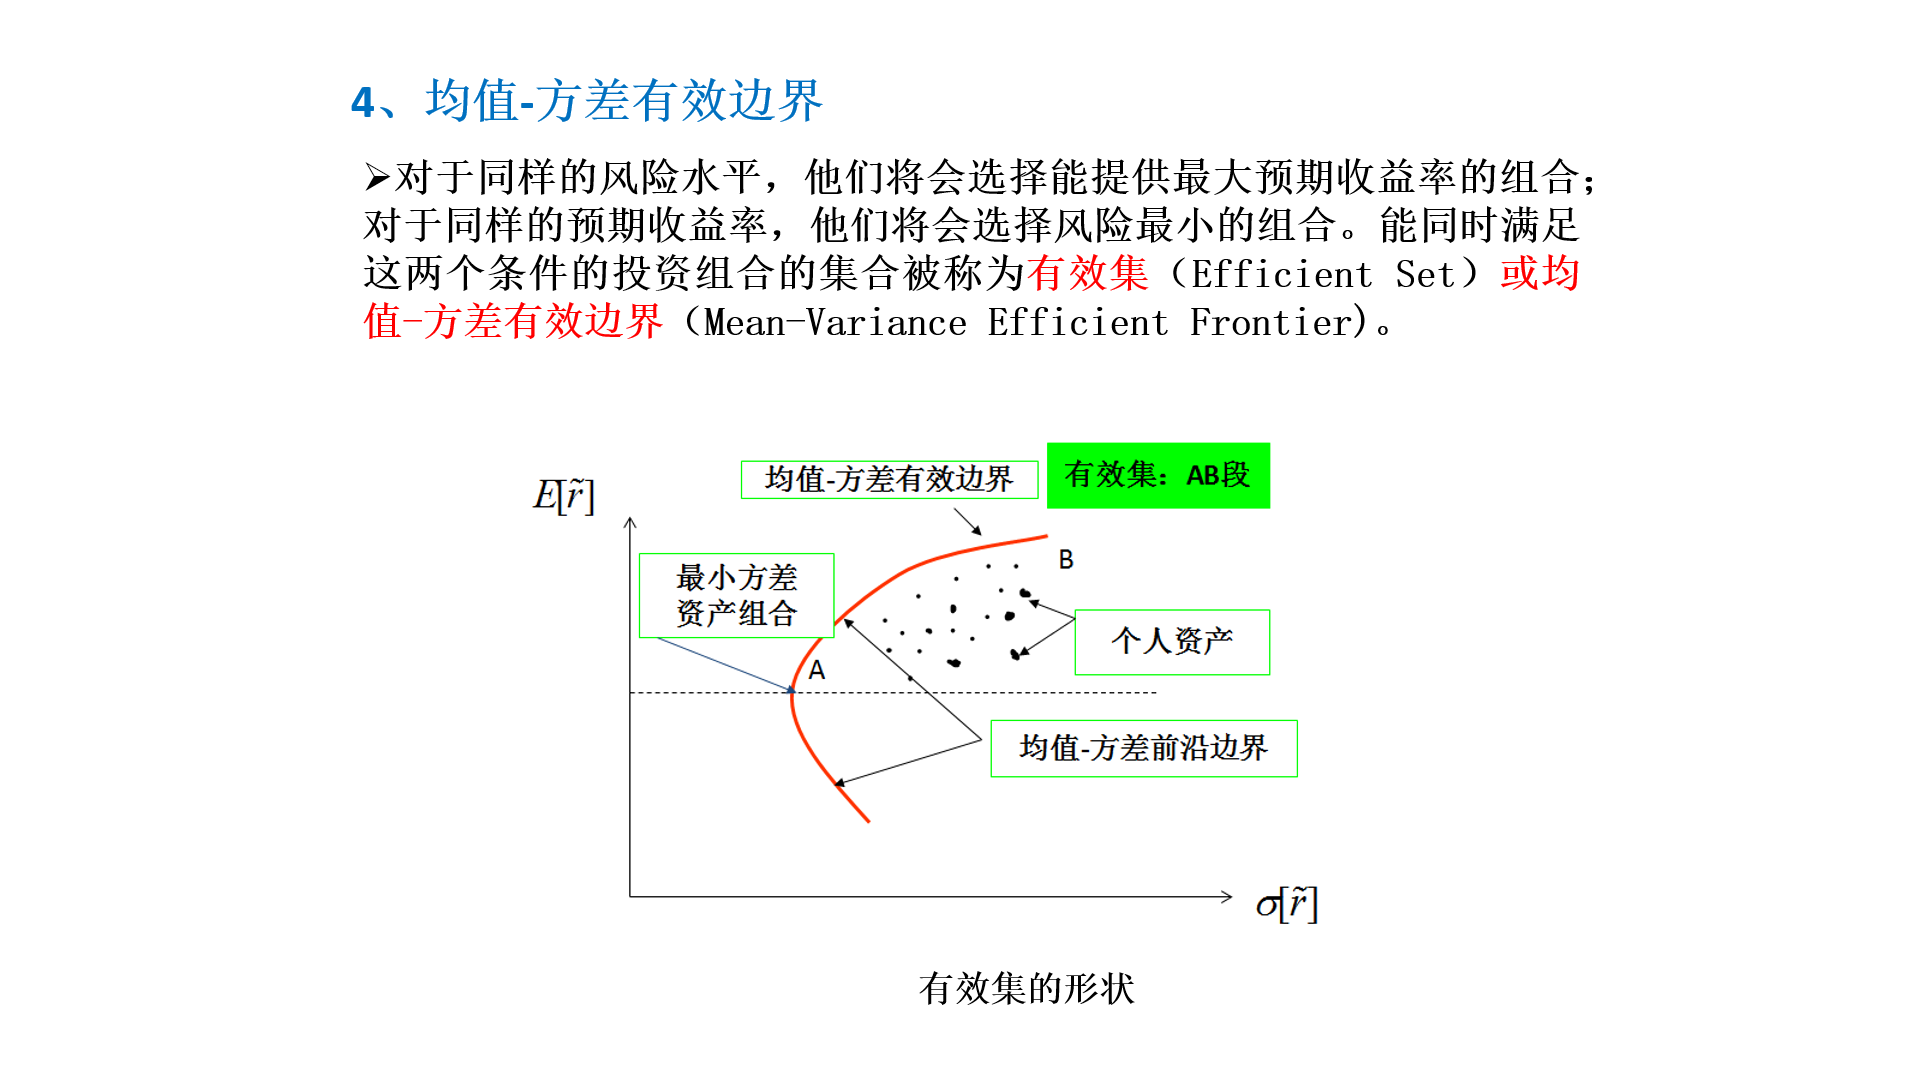 4、均值-方差有效边界
➢对于同样的风险水平，他们将会选择能提供最大预期收益率的组合；
对于同样的预期收益率，他们将会选择风险最小的组合。能同时满足
这两个条件的投资组合的集合被称为有效集（Efficient Set）或均
值-方差有效边界（Mean-Variance Efficient Frontier)。
均值-方差有效边界
有效集：AB段
E[r̃]
最小方差
资产组合
B
个人资产
A
均值-方差前沿边界
σ[r̃]
有效集的形状